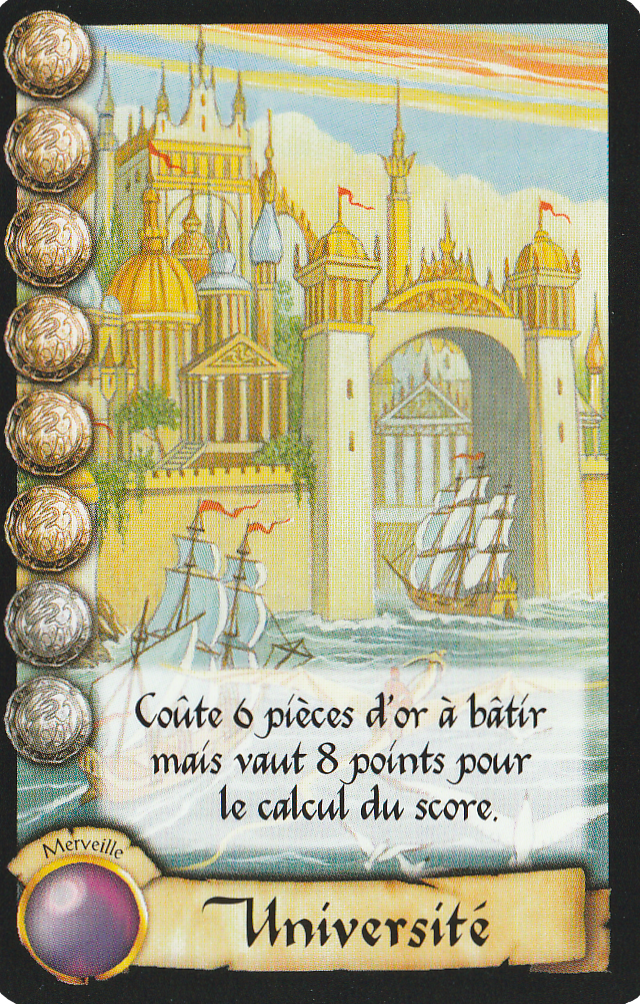 Coûte 6 pièces d'or à bâtir
mais vaut 8 points pour
le calcul du score.
Merveille
Université